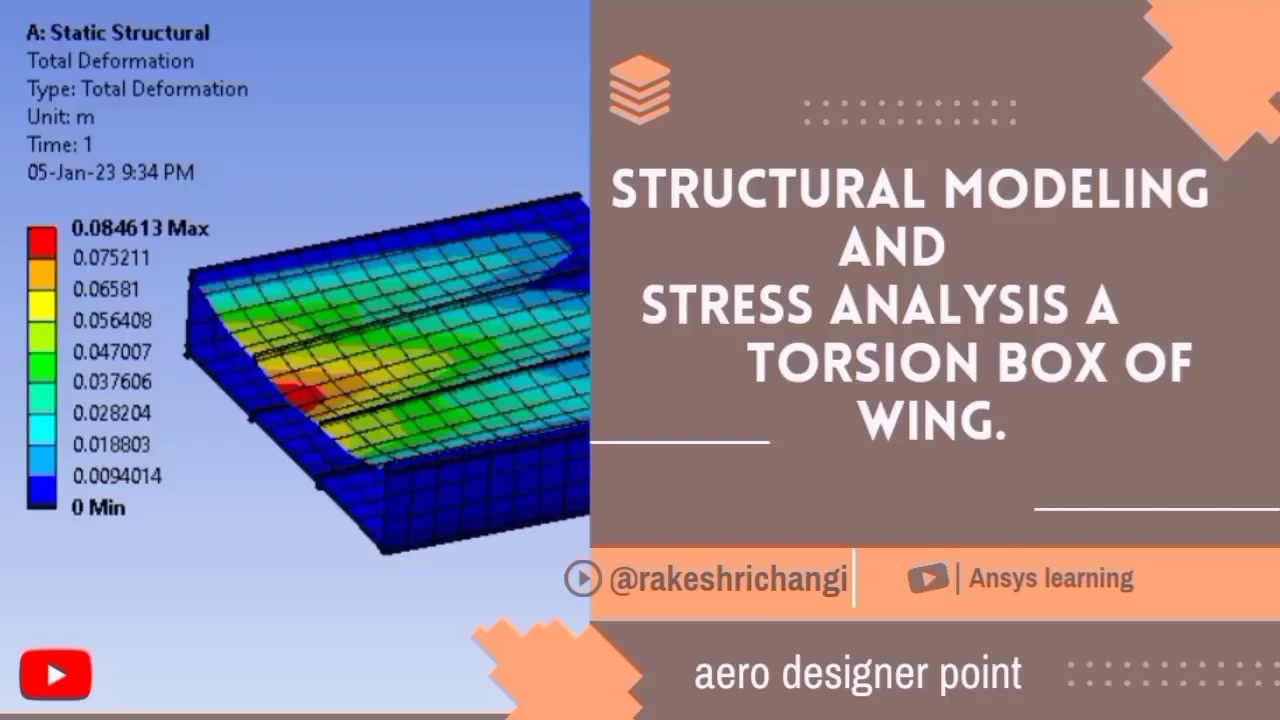 A: Static Structural
Total Deformation
Type: Total Deformation
Unit: m
Time: 1
05-Jan-23 9:34 PM
0.084613 Max
0.075211
0.06581
0.056408
0.047007
0.037606
0.028204
0.018803
0.0094014
0 Min
STRUCTURAL MODELING
AND
STRESS ANALYSIS A
TORSION BOX OF
WING.
@rakeshrichangi
| Ansys learning
aero designer point